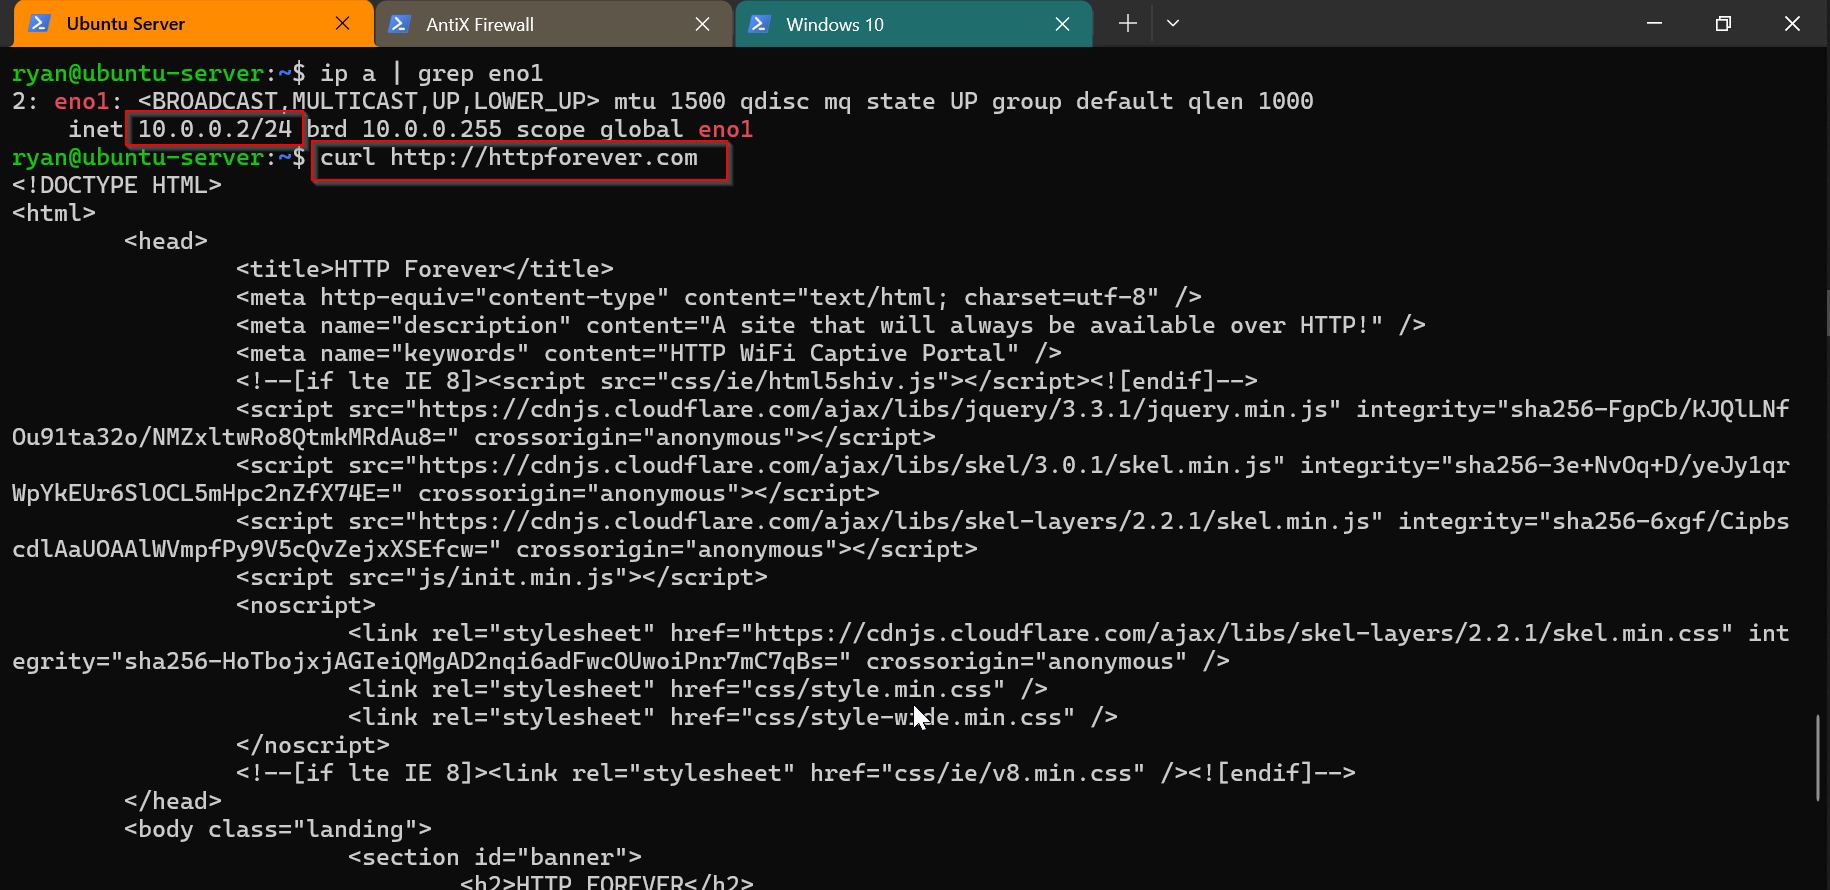 Ubuntu Server
AntiX Firewall
Windows 10
ryan@ubuntu-server:~$ ip a | grep eno1
2: eno1: <BROADCAST,MULTICAST,UP,LOWER_UP> mtu 1500 qdisc mq state UP group default qlen 1000
    inet 10.0.0.2/24 brd 10.0.0.255 scope global eno1
ryan@ubuntu-server:~$ curl http://httpforever.com
<!DOCTYPE HTML>
<html>
        <head>
                <title>HTTP Forever</title>
                <meta http-equiv="content-type" content="text/html; charset=utf-8" />
                <meta name="description" content="A site that will always be available over HTTP!" />
                <meta name="keywords" content="HTTP WiFi Captive Portal" />
                <!--[if lte IE 8]><script src="css/ie/html5shiv.js"></script><![endif]-->
                <script src="https://cdnjs.cloudflare.com/ajax/libs/jquery/3.3.1/jquery.min.js" integrity="sha256-FgpCb/KJQlLNf
Ou91ta32o/NMZxltwRo8QtmkMRdAu8=" crossorigin="anonymous"></script>
                <script src="https://cdnjs.cloudflare.com/ajax/libs/skel/3.0.1/skel.min.js" integrity="sha256-3e+NvOq+D/yeJy1qr
WpYkEUr6SlOCL5mHpc2nZfX74E=" crossorigin="anonymous"></script>
                <script src="https://cdnjs.cloudflare.com/ajax/libs/skel-layers/2.2.1/skel.min.js" integrity="sha256-6xgf/Cipbs
cdlAaUOAAlWVmpfPy9V5cQvZejxXSEfcw=" crossorigin="anonymous"></script>
                <script src="js/init.min.js"></script>
                <noscript>
                        <link rel="stylesheet" href="https://cdnjs.cloudflare.com/ajax/libs/skel-layers/2.2.1/skel.min.css" int
egrity="sha256-HoTbojxjAGIeiQMgAD2nqi6adFwcOUwoiPnr7mC7qBs=" crossorigin="anonymous" />
                        <link rel="stylesheet" href="css/style.min.css" />
                        <link rel="stylesheet" href="css/style-wide.min.css" />
                </noscript>
                <!--[if lte IE 8]><link rel="stylesheet" href="css/ie/v8.min.css" /><![endif]-->
        </head>
        <body class="landing">
                        <section id="banner">
                                <h2>HTTP FOREVER</h2>